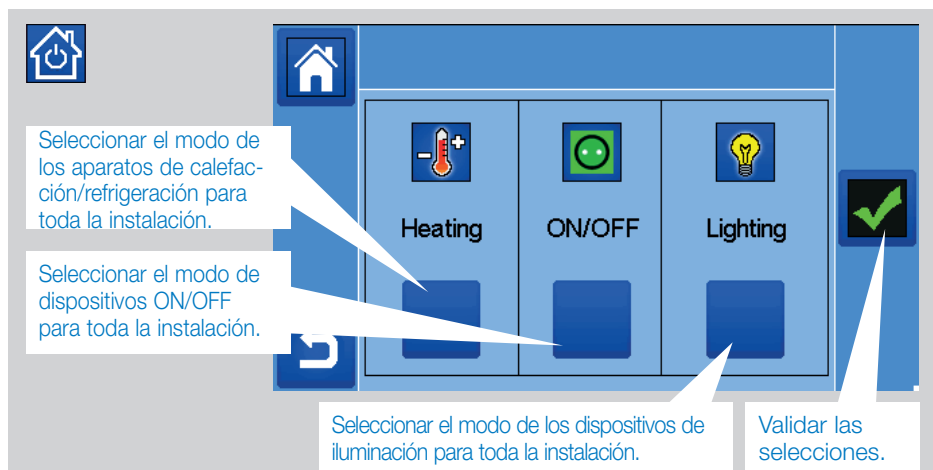 Seleccionar el modo de
los aparatos de calefac-
ción/refrigeración para
toda la instalación.
Heating
ON/OFF
Lighting
Seleccionar el modo de
dispositivos ON/OFF
para toda la instalación.
Seleccionar el modo de los dispositivos de
iluminación para toda la instalación.
Validar las
selecciones.